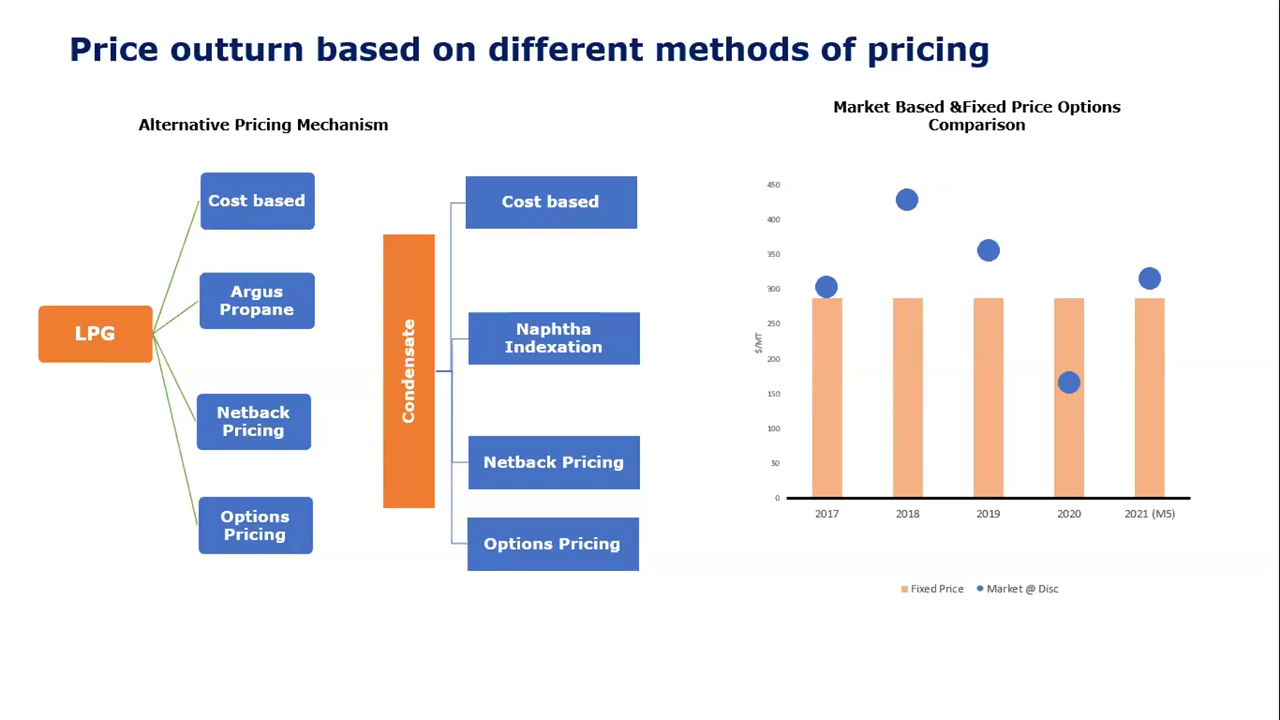 Price outturn based on different methods of pricing
Alternative Pricing Mechanism
LPG
Cost based
Argus
Propane
Netback
Pricing
Options
Pricing
Condensate
Cost based
Naphtha
Indexation
Netback Pricing
Options Pricing
Market Based &Fixed Price Options
Comparison
$/MT
450
400
350
300
250
200
150
100
50
0
2017
2018
2019
2020
2021 (M5)
Fixed Price
Market @ Disc